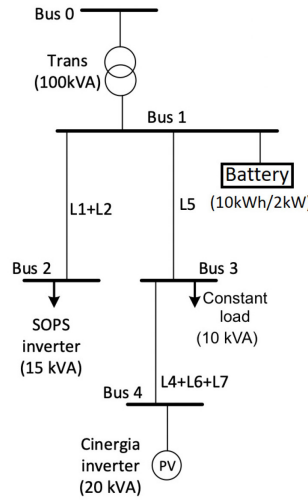 Bus 0
Trans
(100kVA)
Bus 1
Battery
(10kWh/2kW)
L1+L2
L5
Bus 2
Bus 3
SOPS
inverter
(15 kVA)
Constant
load
(10 kVA)
L4+L6+L7
Bus 4
Cinergia
inverter
(20 kVA)
PV